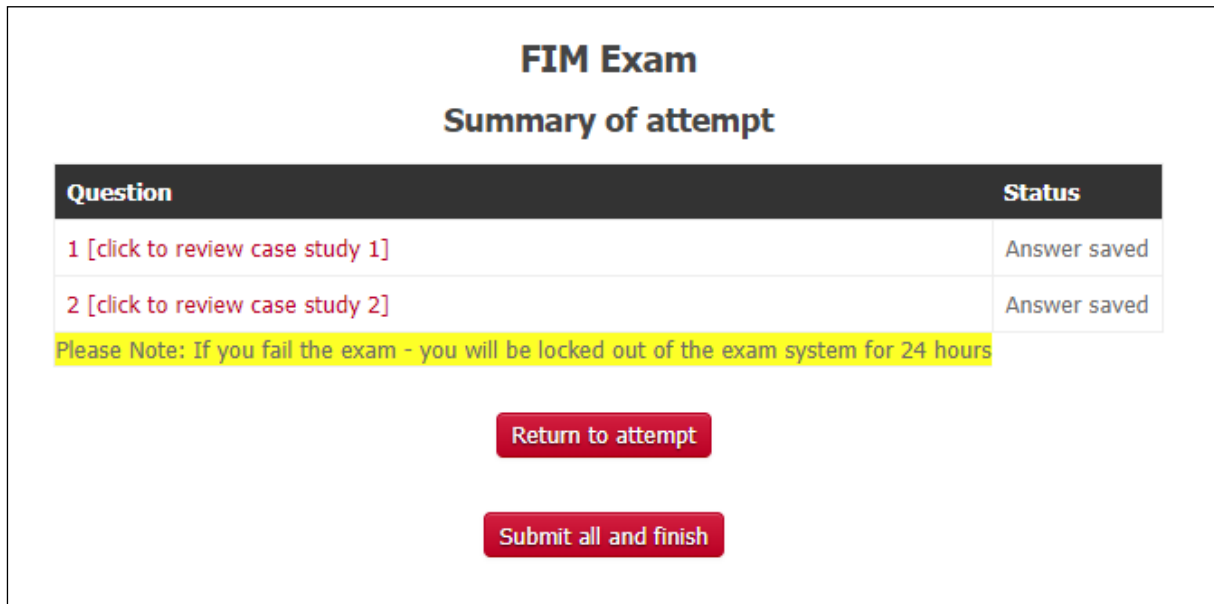 FIM Exam
Summary of attempt
Question Status
1 [click to review case study 1] Answer saved
2 [click to review case study 2] Answer saved
Please Note: If you fail the exam - you will be locked out of the exam system for 24 hours
Return to attempt
Submit all and finish